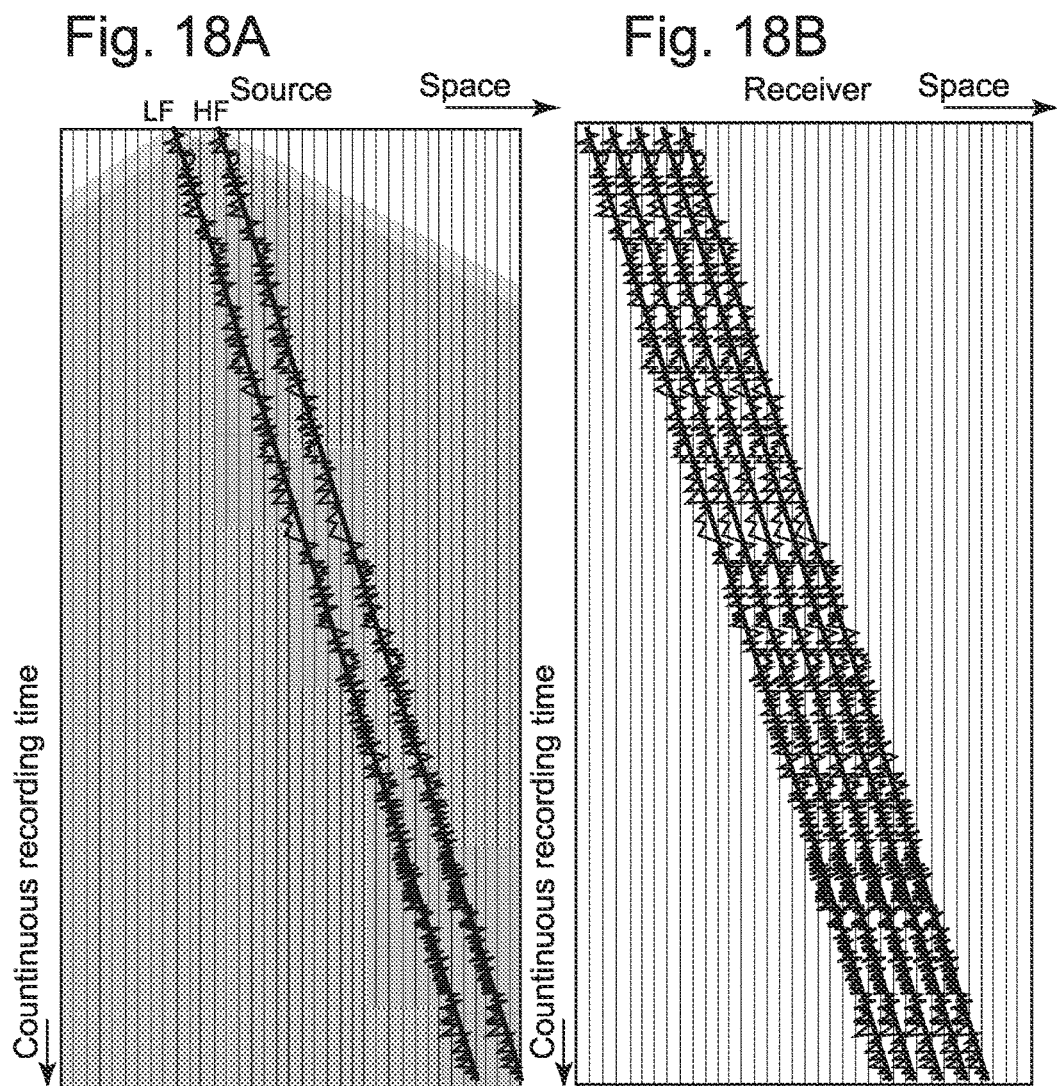 Fig. 18A
Fig. 18B
Source
Space
Receiver
Space
LF HF
Countinuous recording time
Countinuous recording time